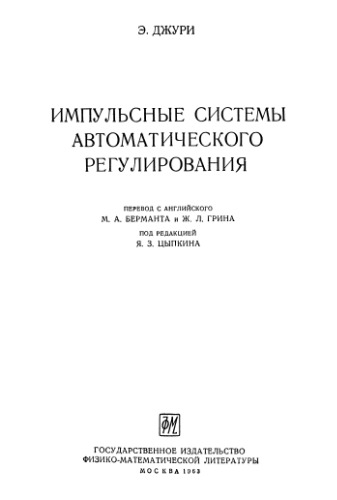 Э. ДЖУРИ
ИМПУЛЬСНЫЕ СИСТЕМЫ
АВТОМАТИЧЕСКОГО
РЕГУЛИРОВАНИЯ
ПЕРЕВОД С АНГЛИЙСКОГО
М. А. БЕРМАНТА и Ж. Л. ГРИНА
ПОД РЕДАКЦИЕЙ
Я. З. ЦЫПКИНА
ФМ
ГОСУДАРСТВЕННОЕ ИЗДАТЕЛЬСТВО
ФИЗИКО-МАТЕМАТИЧЕСКОЙ ЛИТЕРАТУРЫ
МОСКВА 1963